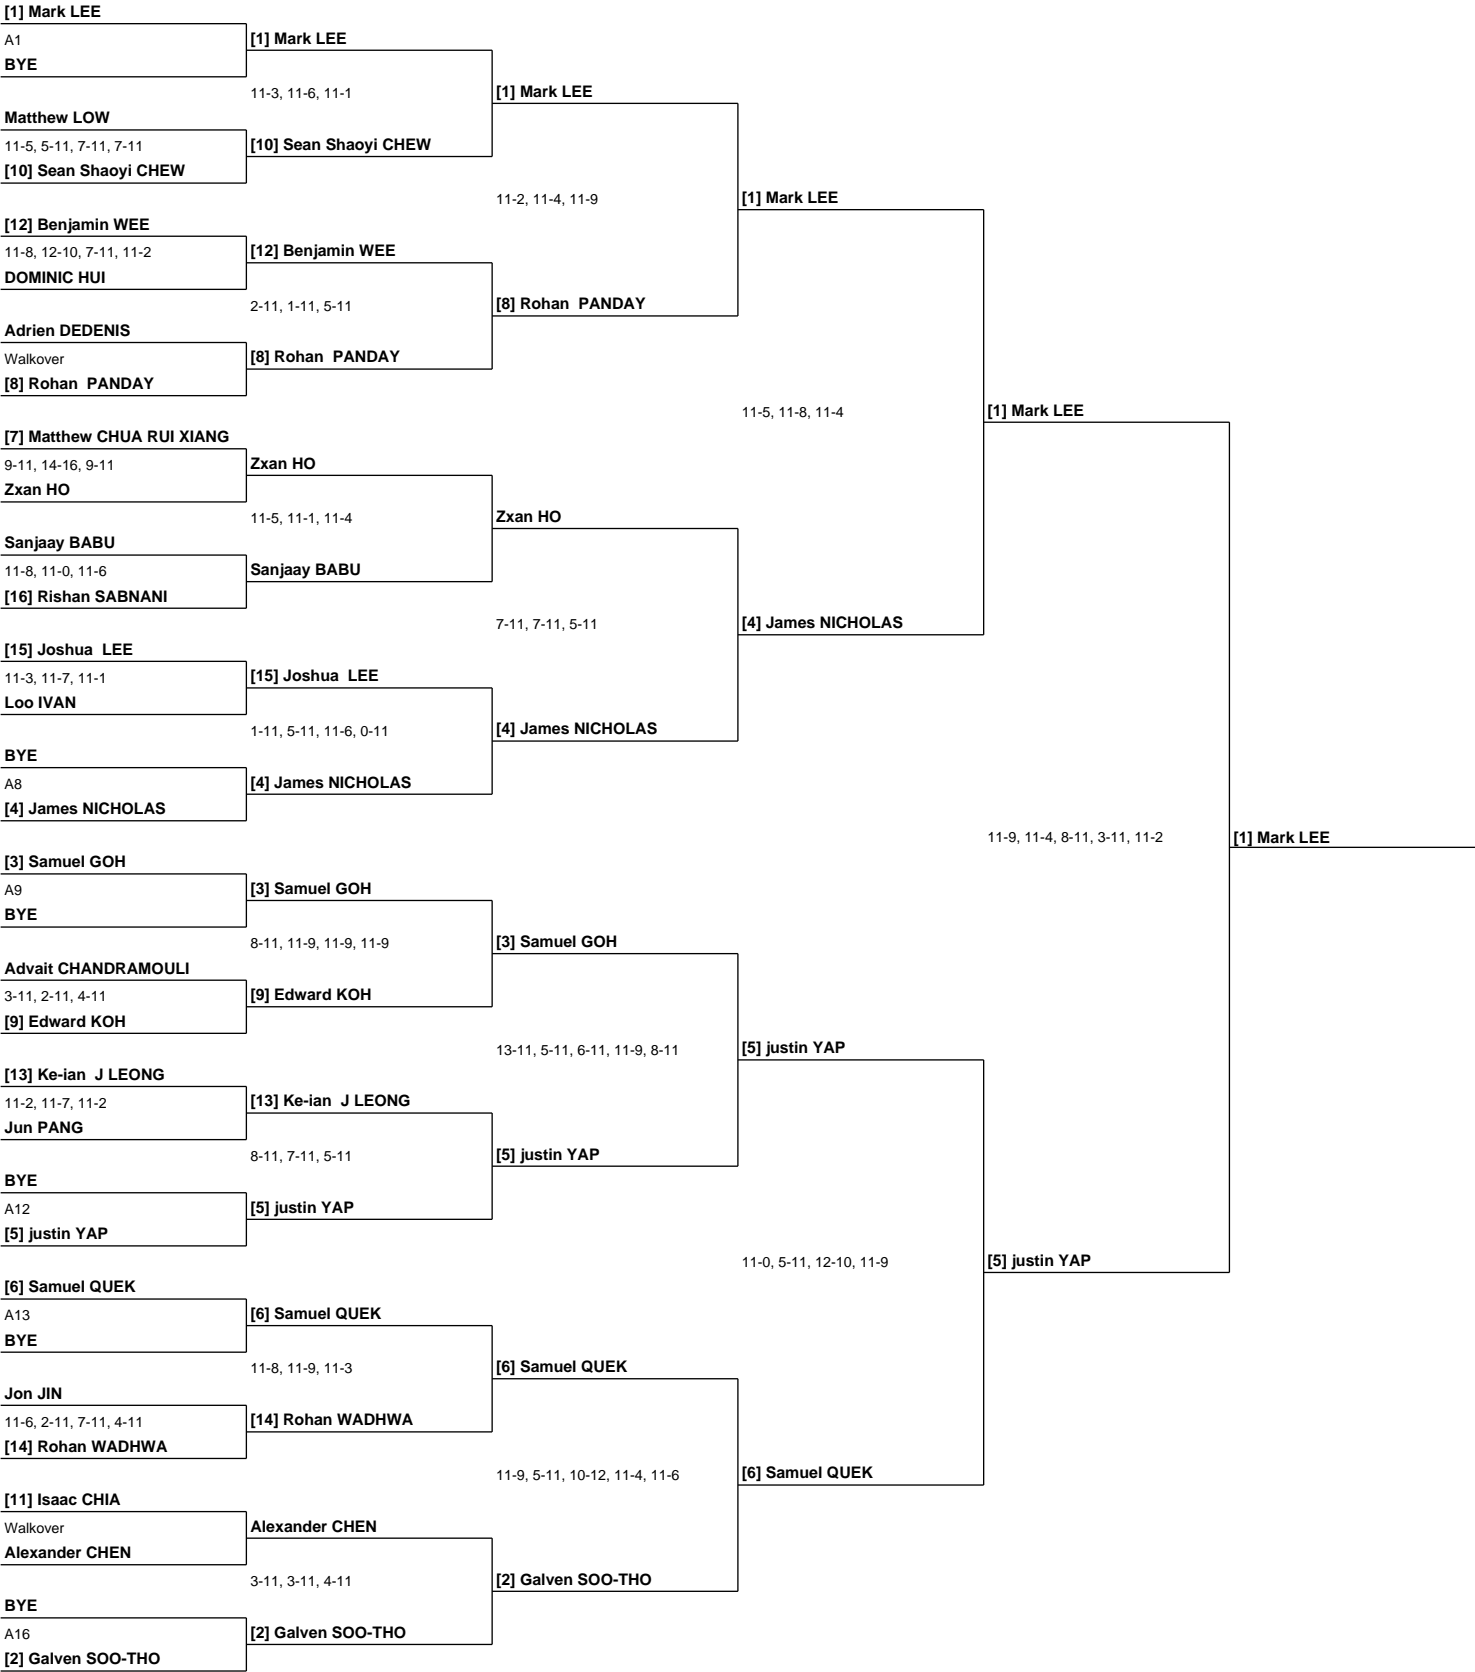 [1] Mark LEE
A1
[1] Mark LEE
BYE
11-3, 11-6, 11-1
[1] Mark LEE
Matthew LOW
11-5, 5-11, 7-11, 7-11
[10] Sean Shaoyi CHEW
[10] Sean Shaoyi CHEW
11-2, 11-4, 11-9
[1] Mark LEE
[12] Benjamin WEE
11-8, 12-10, 7-11, 11-2
[12] Benjamin WEE
DOMINIC HUI
2-11, 1-11, 5-11
[8] Rohan  PANDAY
Adrien DEDENIS
Walkover
[8] Rohan  PANDAY
[8] Rohan  PANDAY
11-5, 11-8, 11-4
[1] Mark LEE
[7] Matthew CHUA RUI XIANG
9-11, 14-16, 9-11
Zxan HO
Zxan HO
11-5, 11-1, 11-4
Zxan HO
Sanjaay BABU
11-8, 11-0, 11-6
Sanjaay BABU
[16] Rishan SABNANI
7-11, 7-11, 5-11
[4] James NICHOLAS
[15] Joshua  LEE
11-3, 11-7, 11-1
[15] Joshua  LEE
Loo IVAN
1-11, 5-11, 11-6, 0-11
[4] James NICHOLAS
BYE
A8
[4] James NICHOLAS
[4] James NICHOLAS
11-9, 11-4, 8-11, 3-11, 11-2
[1] Mark LEE
[3] Samuel GOH
A9
[3] Samuel GOH
BYE
8-11, 11-9, 11-9, 11-9
[3] Samuel GOH
Advait CHANDRAMOULI
3-11, 2-11, 4-11
[9] Edward KOH
[9] Edward KOH
13-11, 5-11, 6-11, 11-9, 8-11
[5] justin YAP
[13] Ke-ian  J LEONG
11-2, 11-7, 11-2
[13] Ke-ian  J LEONG
Jun PANG
8-11, 7-11, 5-11
[5] justin YAP
BYE
A12
[5] justin YAP
[5] justin YAP
11-0, 5-11, 12-10, 11-9
[5] justin YAP
[6] Samuel QUEK
A13
[6] Samuel QUEK
BYE
11-8, 11-9, 11-3
[6] Samuel QUEK
Jon JIN
11-6, 2-11, 7-11, 4-11
[14] Rohan WADHWA
[14] Rohan WADHWA
11-9, 5-11, 10-12, 11-4, 11-6
[6] Samuel QUEK
[11] Isaac CHIA
Walkover
Alexander CHEN
Alexander CHEN
3-11, 3-11, 4-11
[2] Galven SOO-THO
BYE
A16
[2] Galven SOO-THO
[2] Galven SOO-THO